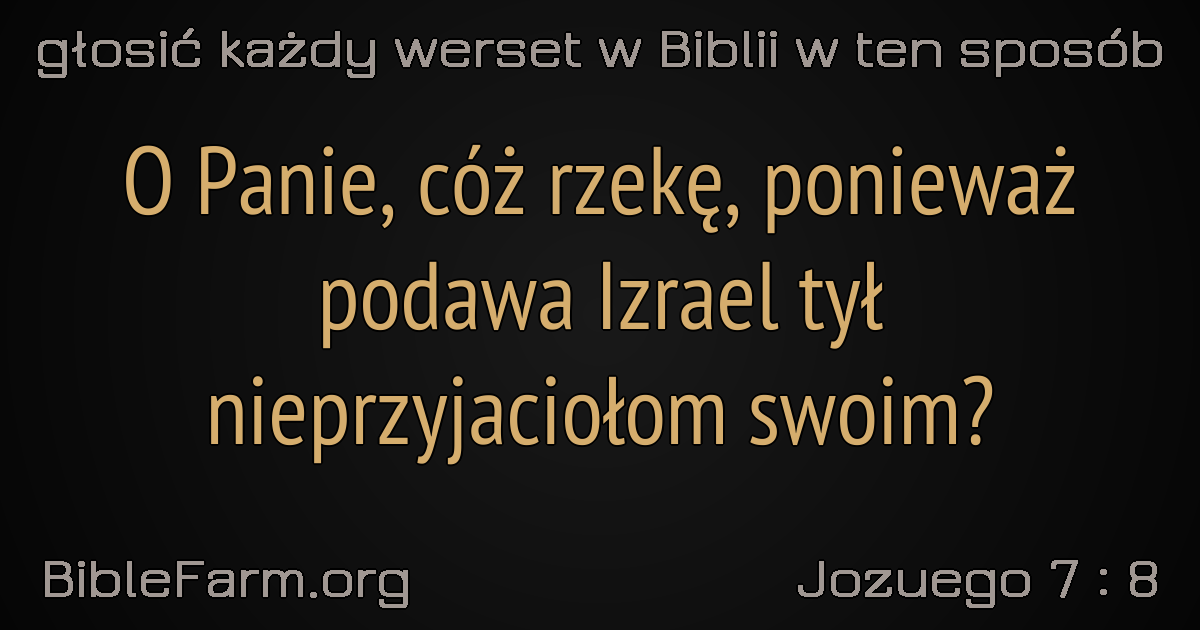 głosić każdy werset w Biblii w ten sposób
O Panie, cóż rzekę, ponieważ
podawa Izrael tył
nieprzyjaciołom swoim?
BibleFarm.org
Jozuego 7 : 8